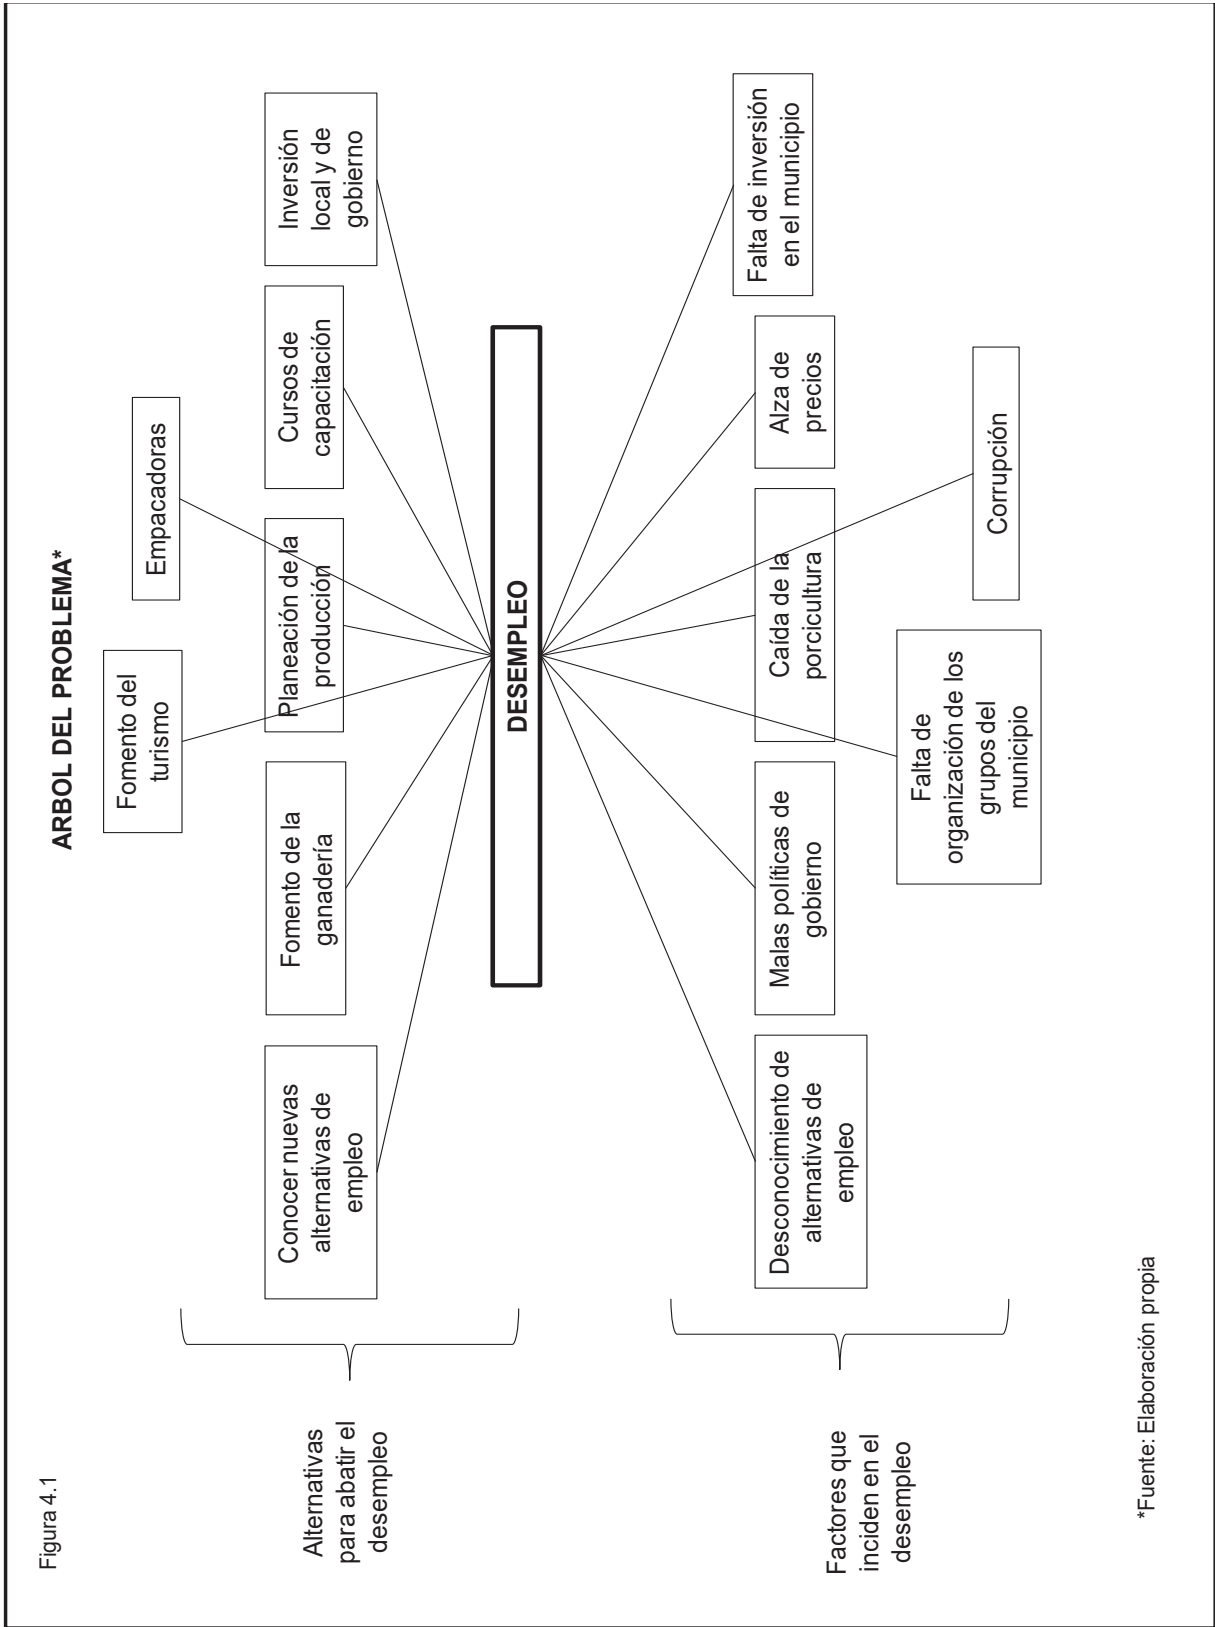 Figura 4.1
ARBOL DEL PROBLEMA*
Alternativas
para abatir el
desempleo
Fomento del
turismo
Empacadoras
Conocer nuevas
alternativas de
empleo
Fomento de la
ganadería
Planeación de la
producción
Cursos de
capacitación
Inversión
local y de
gobierno
DESEMPLEO
Factores que
inciden en el
desempleo
Desconocimiento de
alternativas de
empleo
Malas políticas de
gobierno
Caída de la
porcicultura
Alza de
precios
Falta de inversión
en el municipio
Falta de
organización de los
grupos del
municipio
Corrupción
*Fuente: Elaboración propia